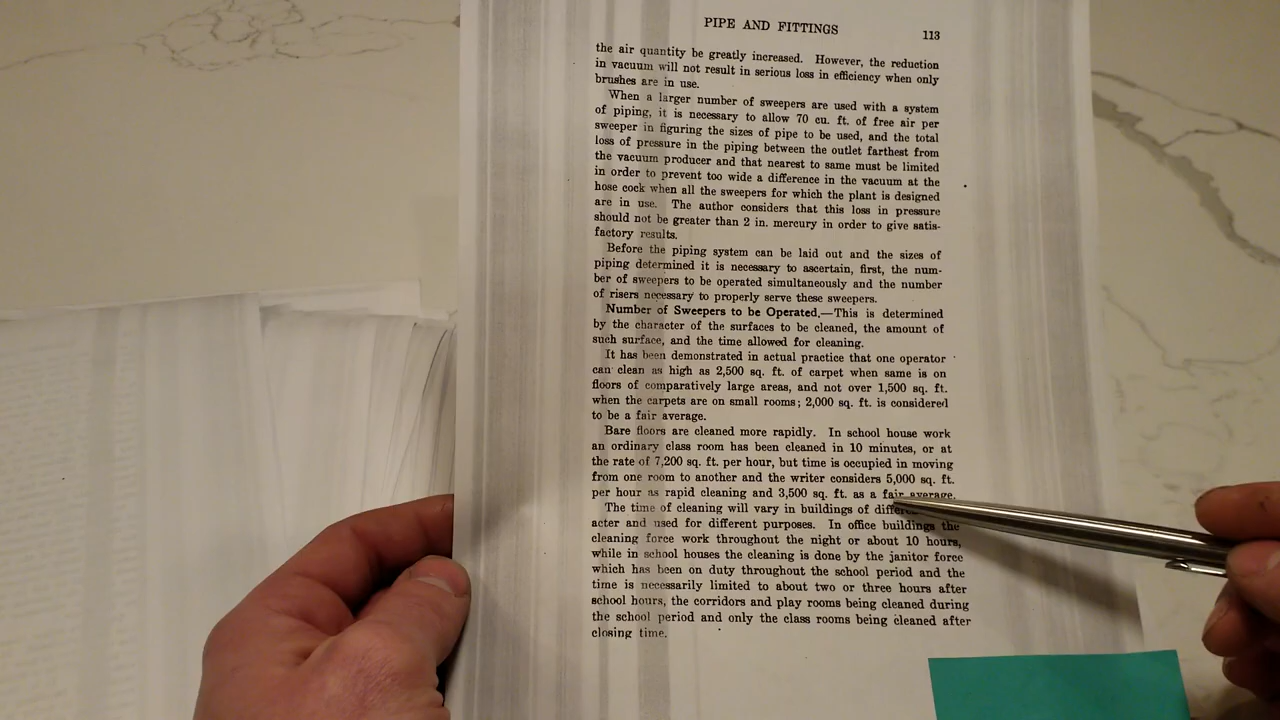 PIPE AND FITTINGS 113
the air quantity be greatly increased. However, the reduction
in vacuum will not result in serious loss in efficiency when only
brushes are in use.
When a larger number of sweepers are used with a system
of piping, it is necessary to allow 70 cu. ft. of free air per
sweeper in figuring the sizes of pipe to be used, and the total
loss of pressure in the piping between the outlet farthest from
the vacuum producer and that nearest to same must be limited
in order to prevent too wide a difference in the vacuum at the
hose cock when all the sweepers for which the plant is designed
are in use. The author considers that this loss in pressure
should not be greater than 2 in. mercury in order to give satis-
factory results.
Before the piping system can be laid out and the sizes of
piping determined it is necessary to ascertain, first, the num-
ber of sweepers to be operated simultaneously and the number
of risers necessary to properly serve these sweepers.
Number of Sweepers to be Operated.—This is determined
by the character of the surfaces to be cleaned, the amount of
such surface, and the time allowed for cleaning.
It has been demonstrated in actual practice that one operator
can clean as high as 2,500 sq. ft. of carpet when same is on
floors of comparatively large areas, and not over 1,500 sq. ft.
when the carpets are on small rooms; 2,000 sq. ft. is considered
to be a fair average.
Bare floors are cleaned more rapidly. In school house work
an ordinary class room has been cleaned in 10 minutes, or at
the rate of 7,200 sq. ft. per hour, but time is occupied in moving
from one room to another and the writer considers 5,000 sq. ft.
per hour as rapid cleaning and 3,500 sq. ft. as a fair average.
The time of cleaning will vary in buildings of
acter and used for different purposes. In office buildings the
cleaning force work throughout the night or about 10 hours,
while in school houses the cleaning is done by the janitor force
which has been on duty throughout the school period and the
time is necessarily limited to about two or three hours after
school hours, the corridors and play rooms being cleaned during
the school period and only the class rooms being cleaned after
closing time.